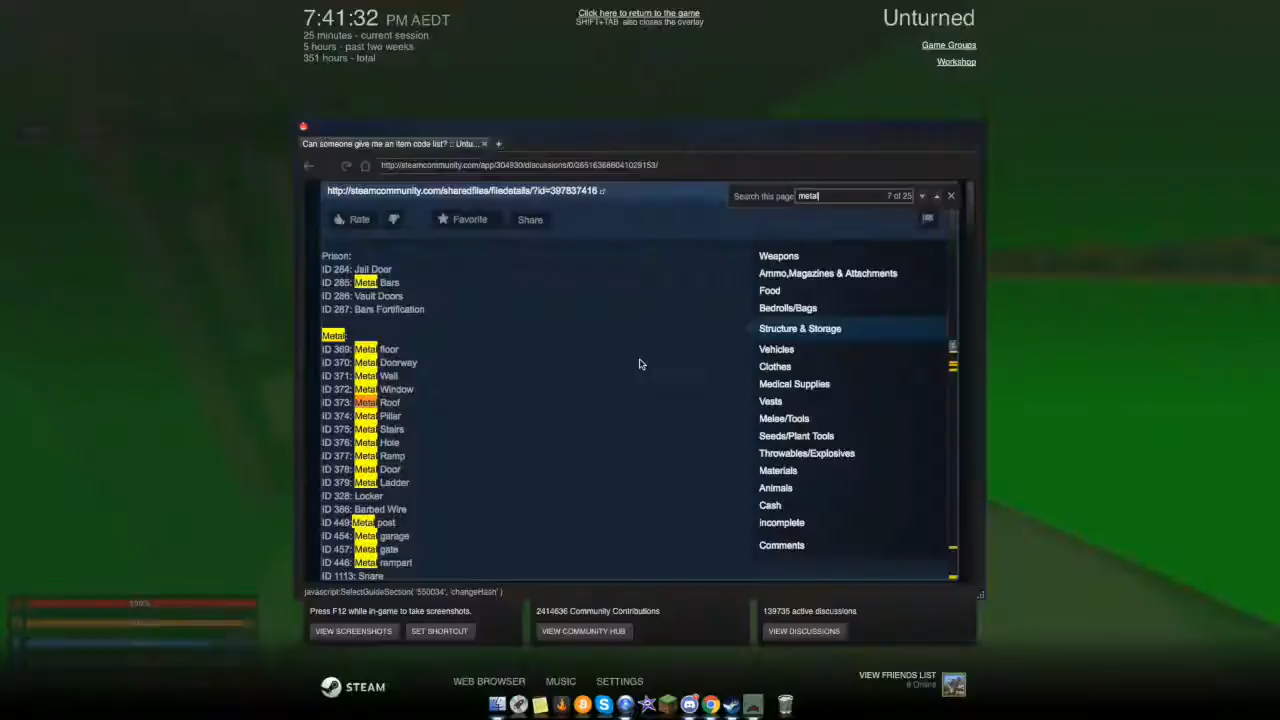 7:41:32 PM AEDT
25 minutes - current session
5 hours - past two weeks
351 hours - total
Click here to return to the game
SHIFT+TAB also closes the overlay
Unturned
Game Groups
Workshop
Can someone give me an item code list? :: Untu...
http://steamcommunity.com/app/304930/discussions/0/365163686041029153/
http://steamcommunity.com/sharedfiles/filedetails/?id=397837416
Search this page
metal
7 of 25
Rate
Favorite
Share
Prison:
ID 284: Jail Door
ID 285: Metal Bars
ID 286: Vault Doors
ID 287: Bars Fortification
Metal:
ID 369: Metal floor
ID 370: Metal Doorway
ID 371: Metal Wall
ID 372: Metal Window
ID 373: Metal Roof
ID 374: Metal Pillar
ID 375: Metal Stairs
ID 376: Metal Hole
ID 377: Metal Ramp
ID 378: Metal Door
ID 379: Metal Ladder
ID 328: Locker
ID 386: Barbed Wire
ID 449:Metal post
ID 454: Metal garage
ID 457: Metal gate
ID 446: Metal rampart
ID 1113: Snare
Weapons
Ammo,Magazines & Attachments
Food
Bedrolls/Bags
Structure & Storage
Vehicles
Clothes
Medical Supplies
Vests
Melee/Tools
Seeds/Plant Tools
Throwables/Explosives
Materials
Animals
Cash
incomplete
Comments
javascript:SelectGuideSection( '550034', 'changeHash' )
Press F12 while in-game to take screenshots.
VIEW SCREENSHOTS
SET SHORTCUT
2414636 Community Contributions
VIEW COMMUNITY HUB
139735 active discussions
VIEW DISCUSSIONS
STEAM
WEB BROWSER
MUSIC
SETTINGS
VIEW FRIENDS LIST
Online